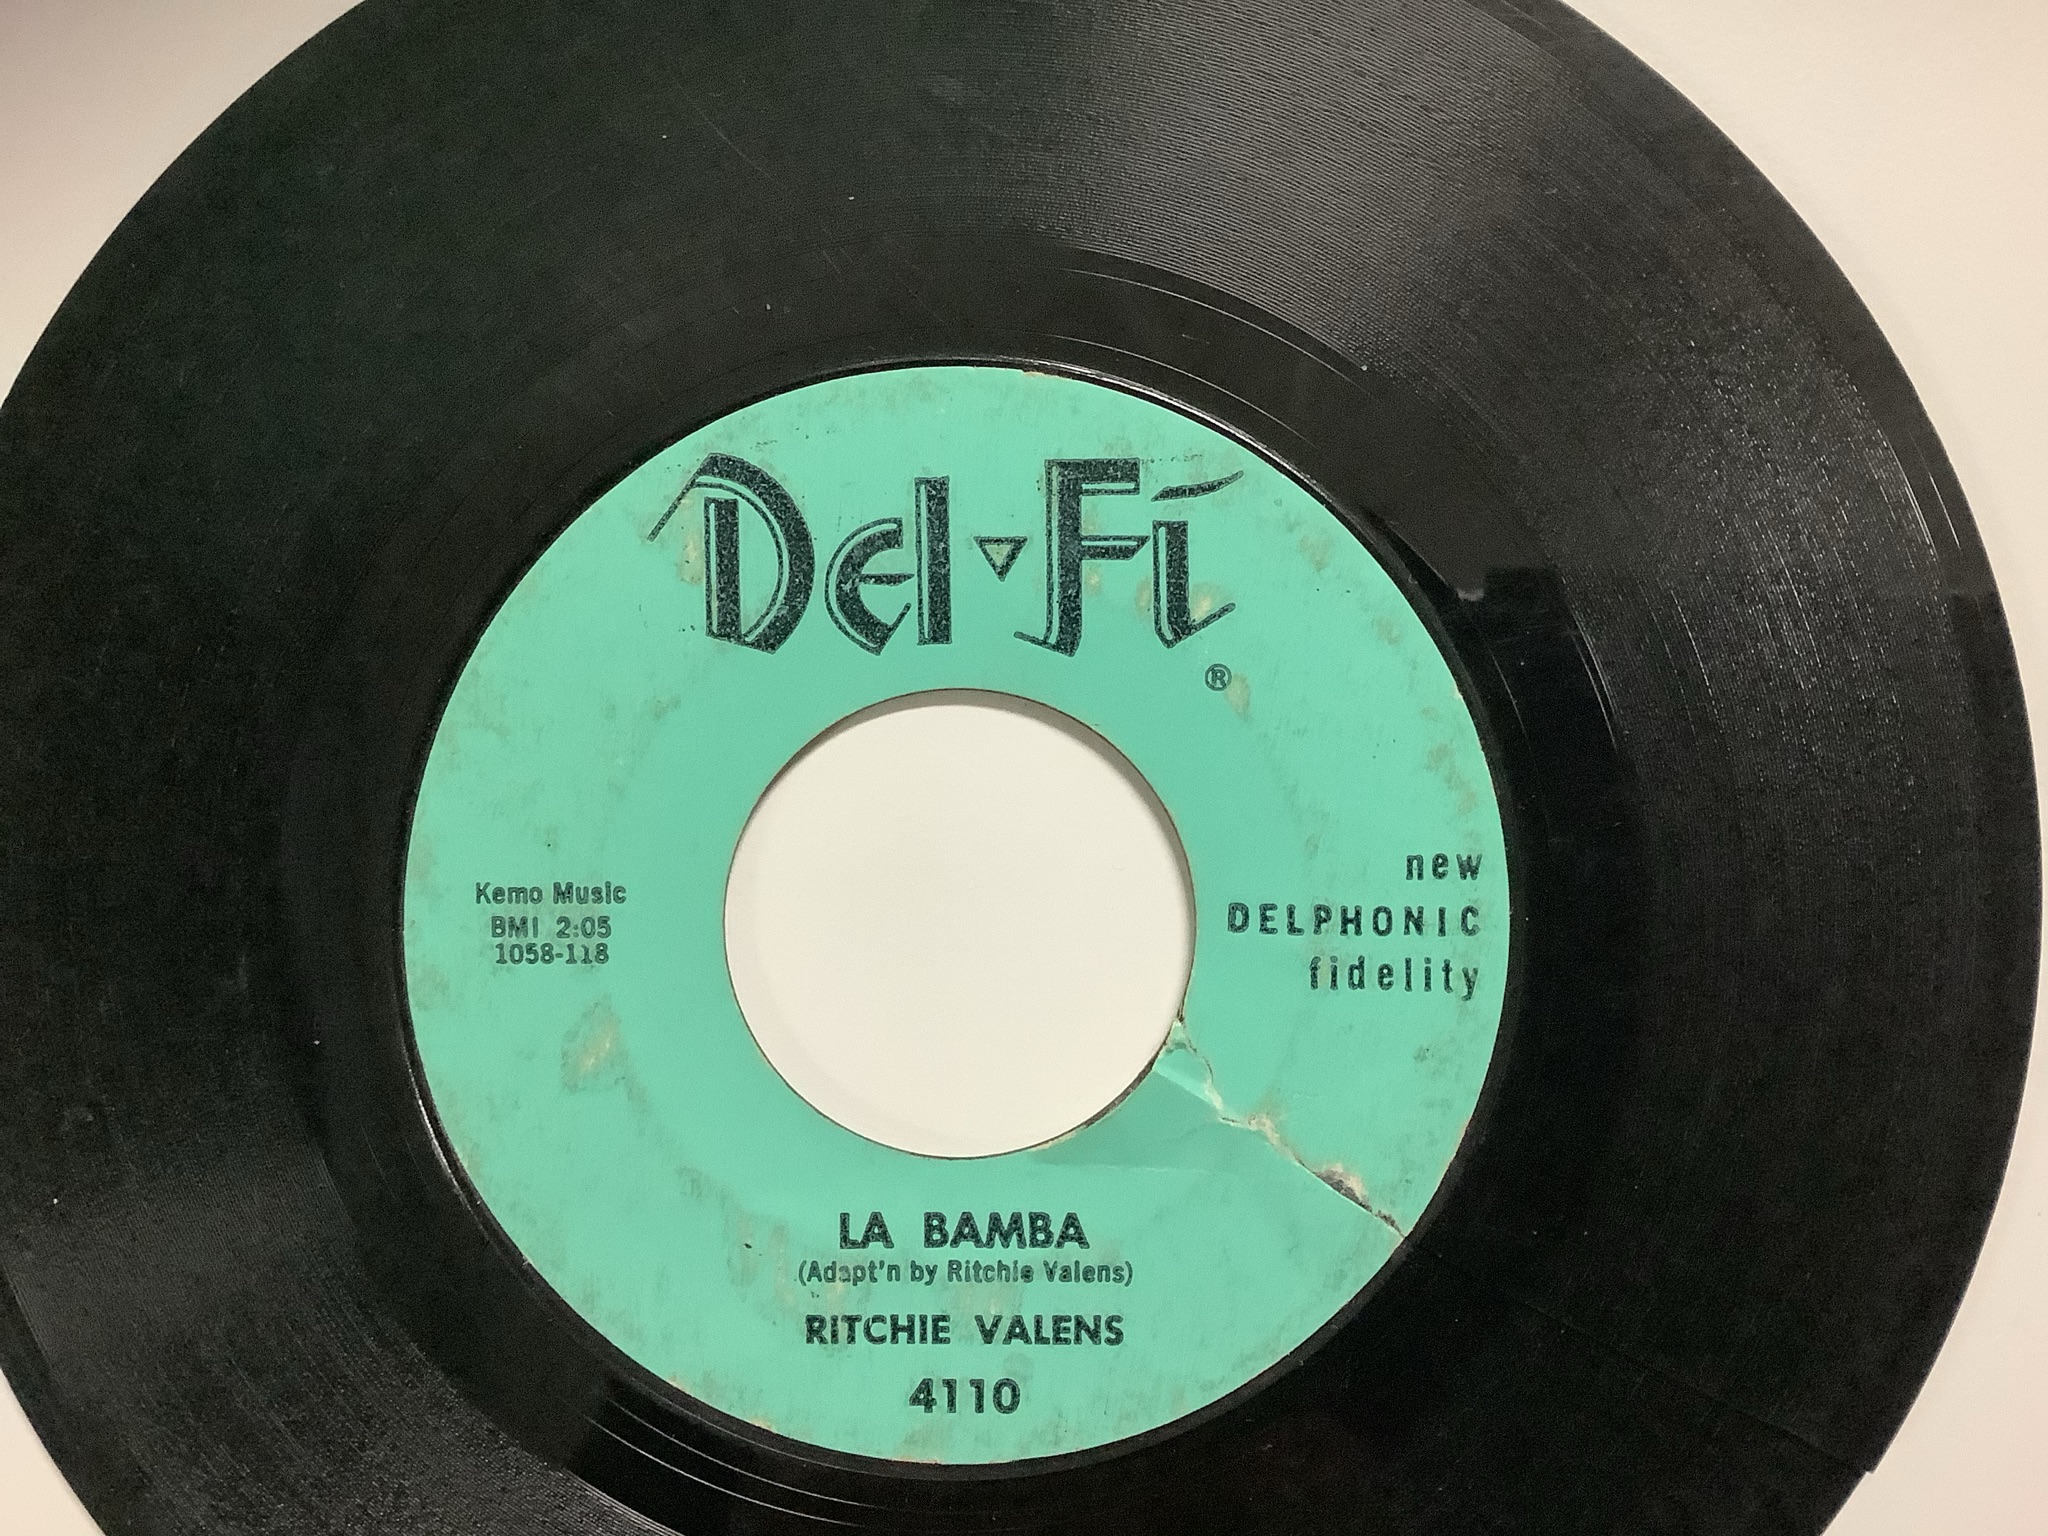 Del-Fi
®
Kemo Music
BMI 2:05
1058-118
new
DELPHONIC
fidelity
LA BAMBA
(Adapt'n by Ritchie Valens)
RITCHIE VALENS
4110